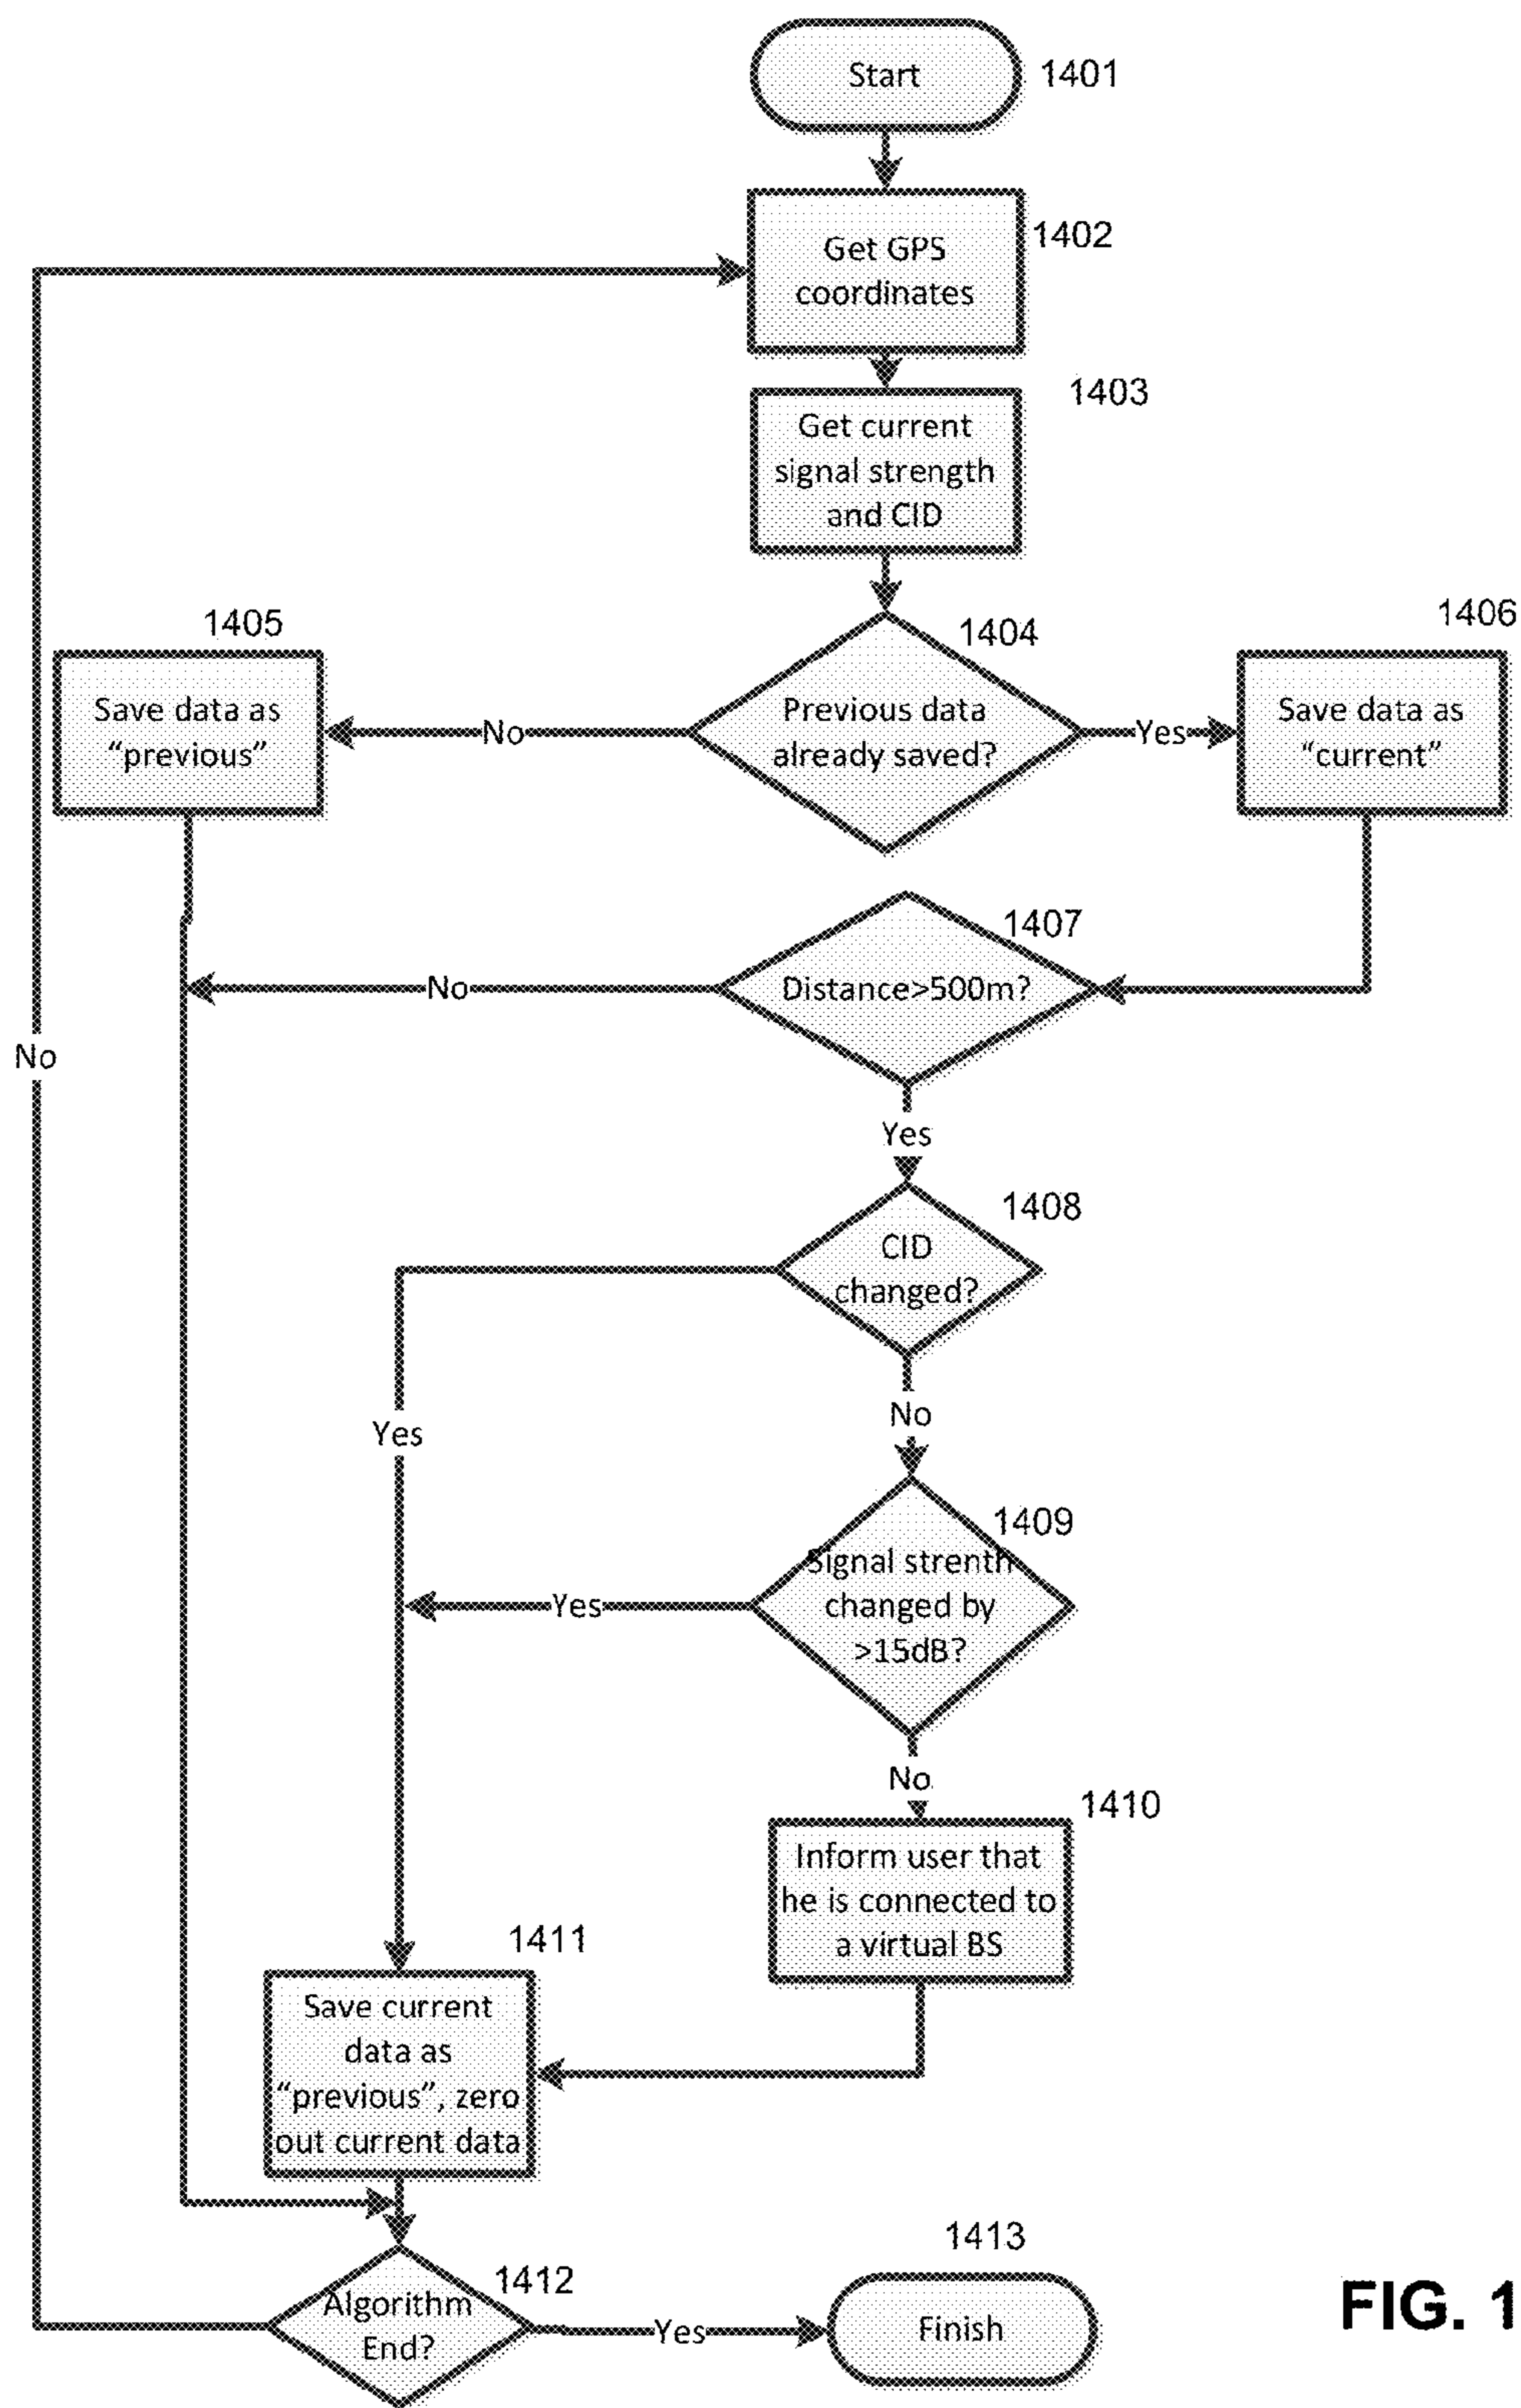 Start
1401
Get GPS
coordinates
1402
Get current
signal strength
and CID
1403
Previous data
already saved?
1404
No
Yes
1405
Save data as
“previous”
1406
Save data as
“current”
1407
Distance>500m?
No
Yes
No
1408
CID
changed?
Yes
No
1409
Signal strenth
changed by
>15dB?
Yes
No
1410
Inform user that
he is connected to
a virtual BS
1411
Save current
data as
“previous”, zero
out current data
1412
Algorithm
End?
Yes
1413
Finish
FIG. 1